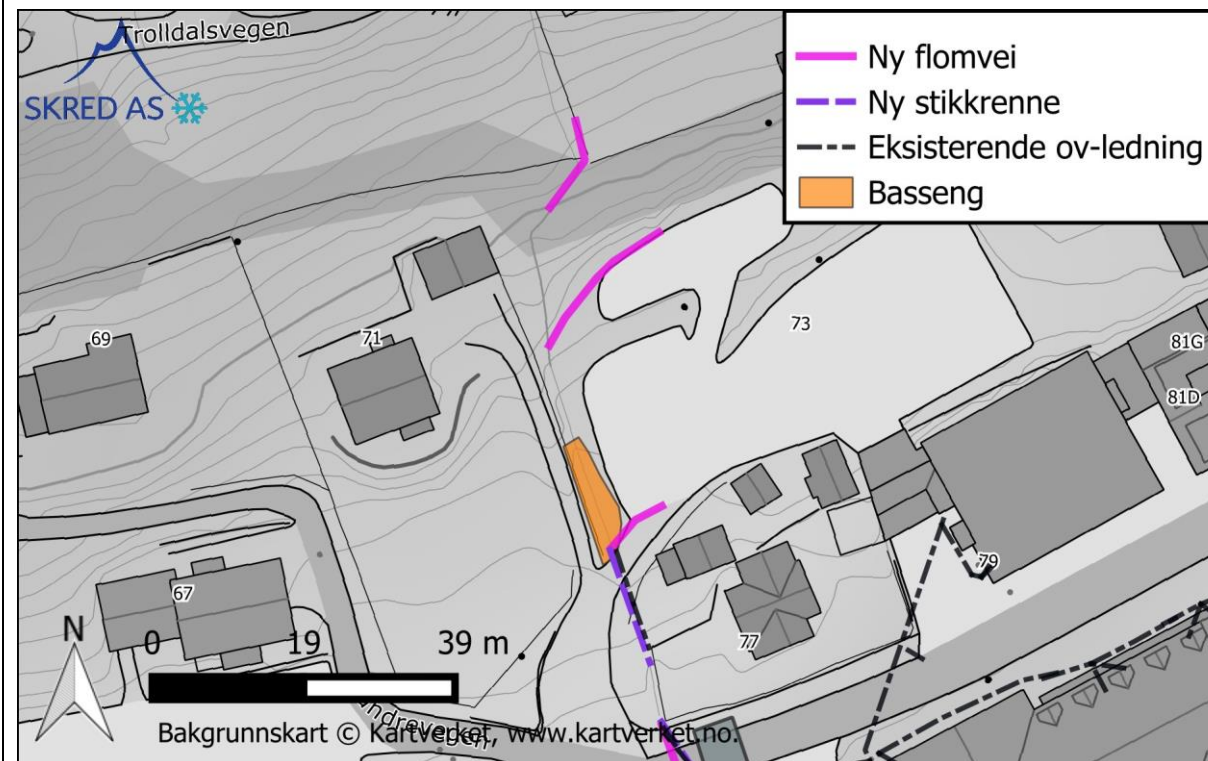 Trolldalsvegen
SKRED AS
Ny flomvei
Ny stikkrenne
Eksisterende ov-ledning
Basseng
73
71
69
81G
81D
79
67
77
N
0 19 39 m
Bakgrunnskart © Kartverket, www.kartverket.no.